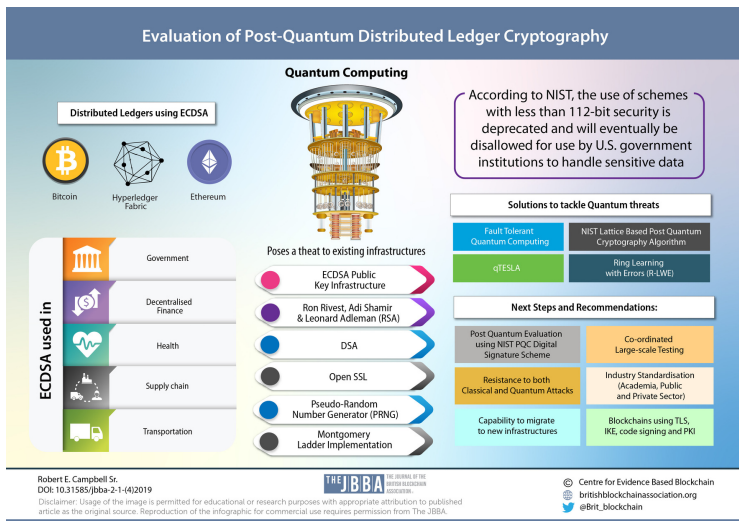 Evaluation of Post-Quantum Distributed Ledger Cryptography
Distributed Ledgers using ECDSA
Bitcoin
Hyperledger
Fabric
Ethereum
Quantum Computing
According to NIST, the use of schemes
with less than 112-bit security is
deprecated and will eventually be
disallowed for use by U.S. government
institutions to handle sensitive data
ECDSA used in
Government
Decentralised
Finance
Health
Supply chain
Transportation
Poses a threat to existing infrastructures
ECDSA Public
Key Infrastructure
Ron Rivest, Adi Shamir
& Leonard Adleman (RSA)
DSA
Open SSL
Pseudo-Random
Number Generator (PRNG)
Montgomery
Ladder Implementation
Solutions to tackle Quantum threats
Fault Tolerant
Quantum Computing
NIST Lattice Based Post Quantum
Cryptography Algorithm
qTESLA
Ring Learning
with Errors (R-LWE)
Next Steps and Recommendations:
Post Quantum Evaluation
using NIST PQC Digital
Signature Scheme
Co-ordinated
Large-scale Testing
Resistance to both
Classical and Quantum Attacks
Industry Standardisation
(Academia, Public
and Private Sector)
Capability to migrate
to new infrastructures
Blockchains using TLS,
IKE, code signing and PKI
Robert E. Campbell Sr.
DOI: 10.31585/jbba-2-1-(4)2019
THE JBBA
THE JOURNAL OF THE
BRITISH BLOCKCHAIN
ASSOCIATION
Disclaimer: Usage of the image is permitted for educational or research purposes with appropriate attribution to published
article as the original source. Reproduction of the infographic for commercial use requires permission from The JBBA.
© Centre for Evidence Based Blockchain
britishblockchainassociation.org
@Brit_blockchain